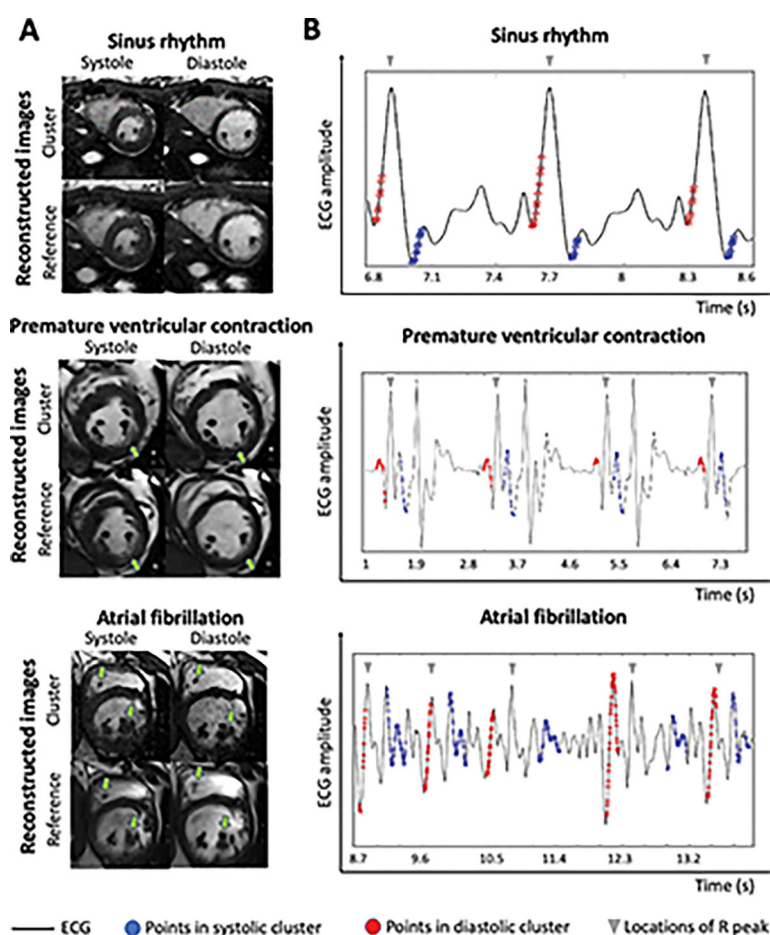 A
B
Sinus rhythm
Systole Diastole
Reconstructed images
Cluster
Reference
Sinus rhythm
ECG amplitude
6.8 7.1 7.4 7.7 8 8.3 8.6
Time (s)
Premature ventricular contraction
Systole Diastole
Reconstructed images
Cluster
Reference
Premature ventricular contraction
ECG amplitude
1 1.9 2.8 3.7 4.6 5.5 6.4 7.3
Time (s)
Atrial fibrillation
Systole Diastole
Reconstructed images
Cluster
Reference
Atrial fibrillation
ECG amplitude
8.7 9.6 10.5 11.4 12.3 13.2
Time (s)
ECG Points in systolic cluster Points in diastolic cluster Locations of R peak